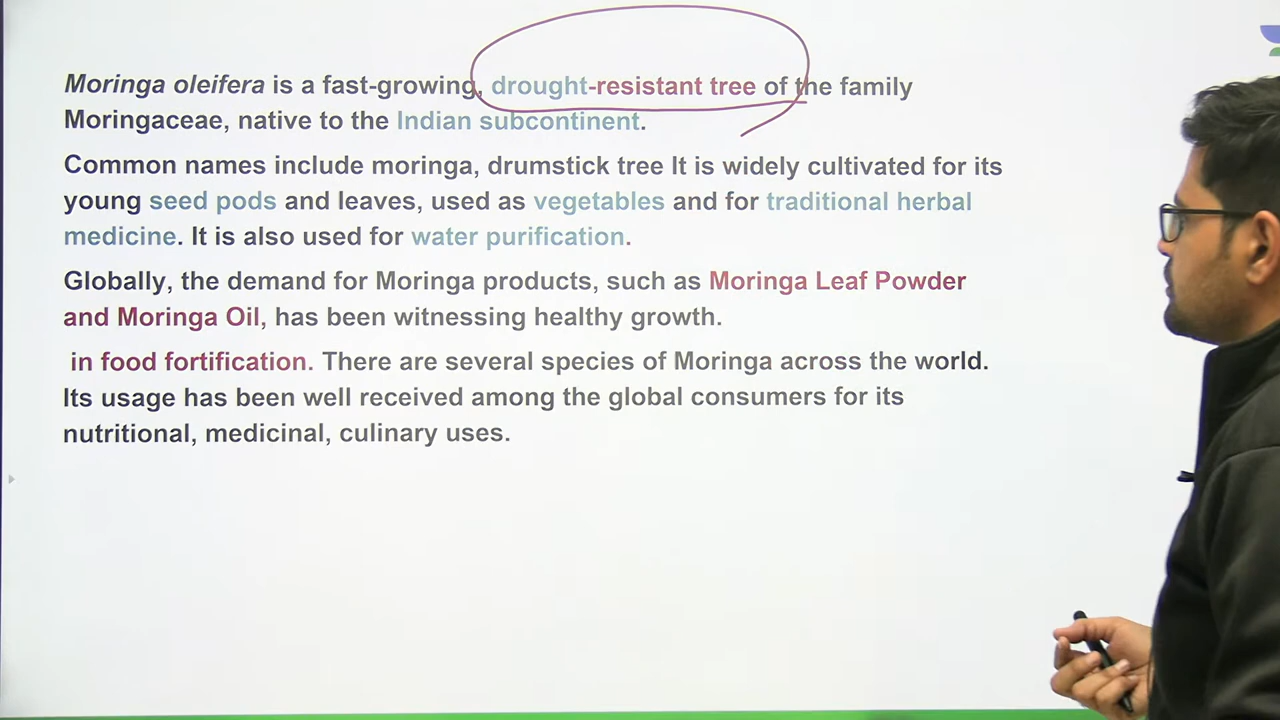 Moringa oleifera is a fast-growing, drought-resistant tree of the family
Moringaceae, native to the Indian subcontinent.
Common names include moringa, drumstick tree It is widely cultivated for its
young seed pods and leaves, used as vegetables and for traditional herbal
medicine. It is also used for water purification.
Globally, the demand for Moringa products, such as Moringa Leaf Powder
and Moringa Oil, has been witnessing healthy growth.
in food fortification. There are several species of Moringa across the world.
Its usage has been well received among the global consumers for its
nutritional, medicinal, culinary uses.